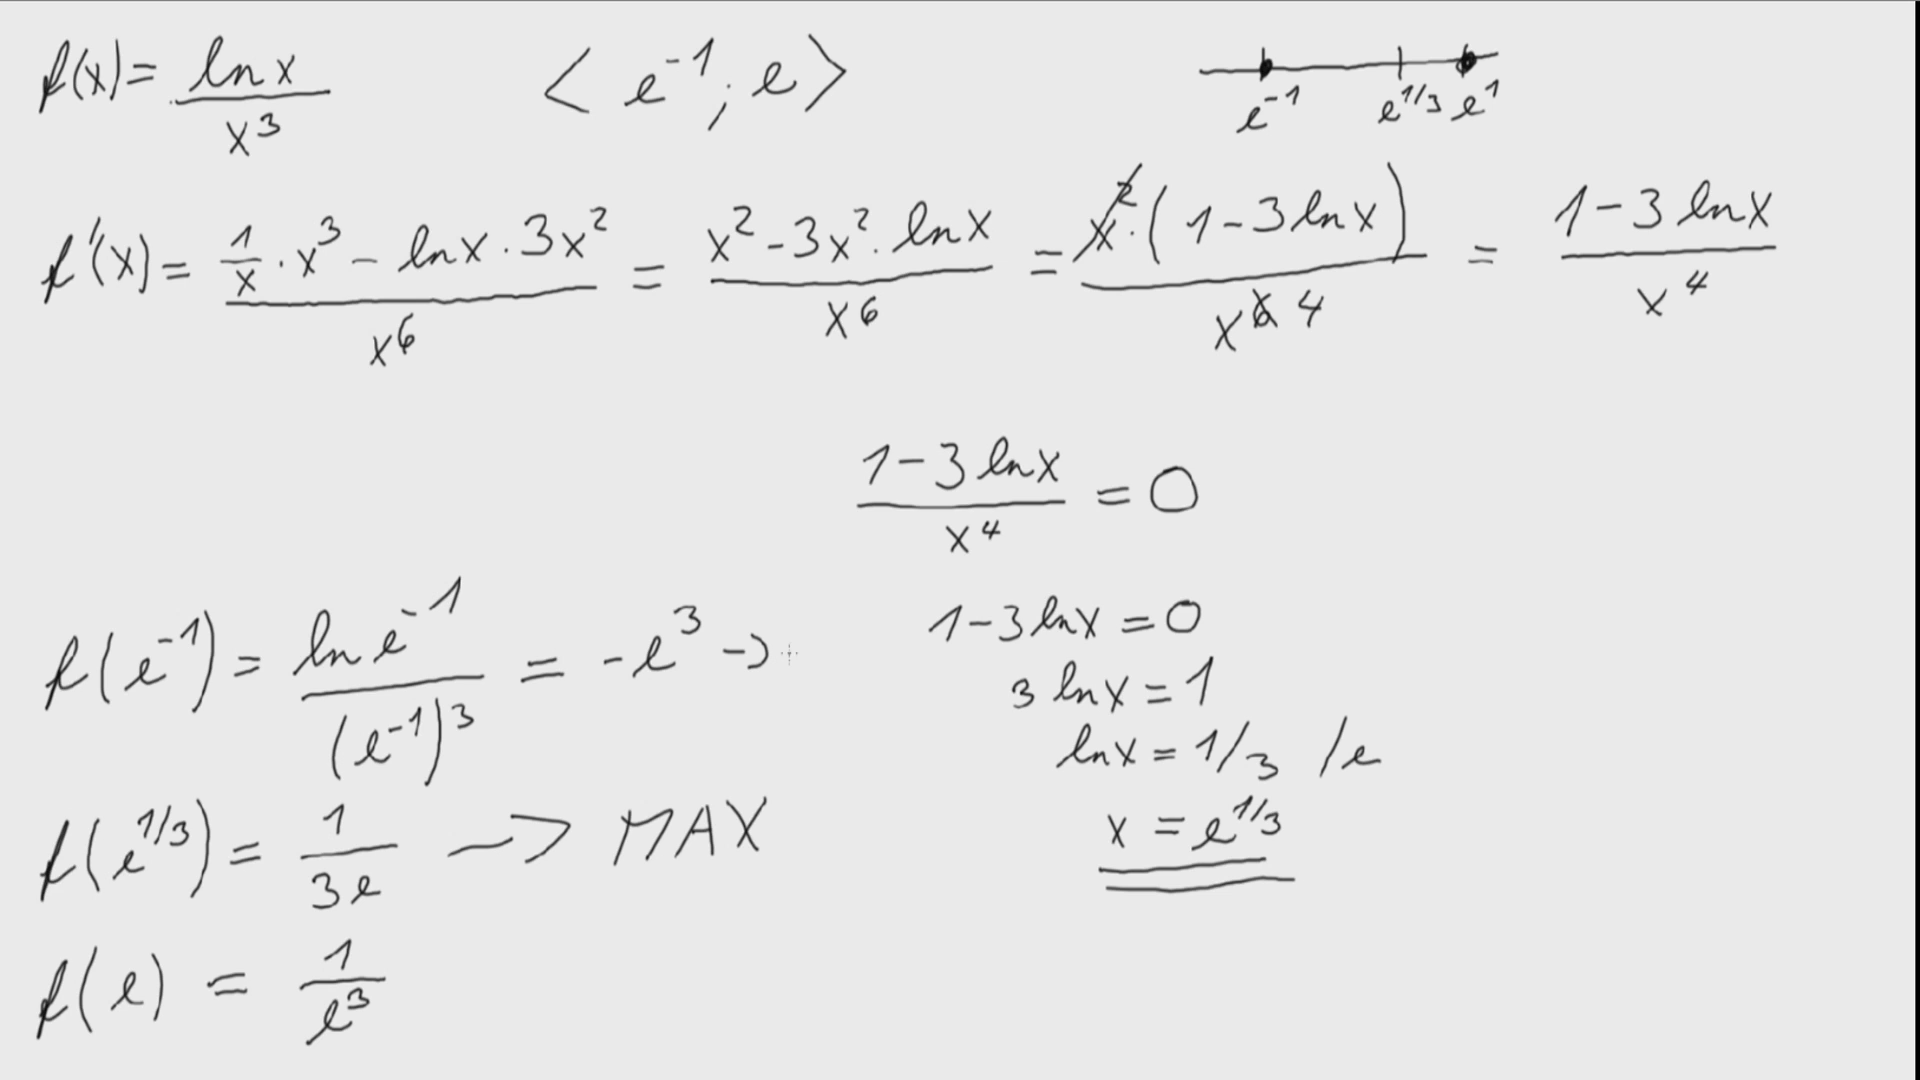 f(x) = ln x / x³   < e⁻¹ ; e >   e⁻¹ e^1/3 e¹
f'(x) = (1/x · x³ - ln x · 3x²) / x⁶ = (x² - 3x² · ln x) / x⁶ = x² · (1 - 3 ln x) / x⁶ 4 = (1 - 3 ln x) / x⁴
(1 - 3 ln x) / x⁴ = 0
f(e⁻¹) = ln e⁻¹ / (e⁻¹)³ = - e³ →
1 - 3 ln x = 0
3 ln x = 1
ln x = 1/3 / e
x = e^1/3
f(e^1/3) = 1 / 3e → MAX
f(e) = 1 / e³